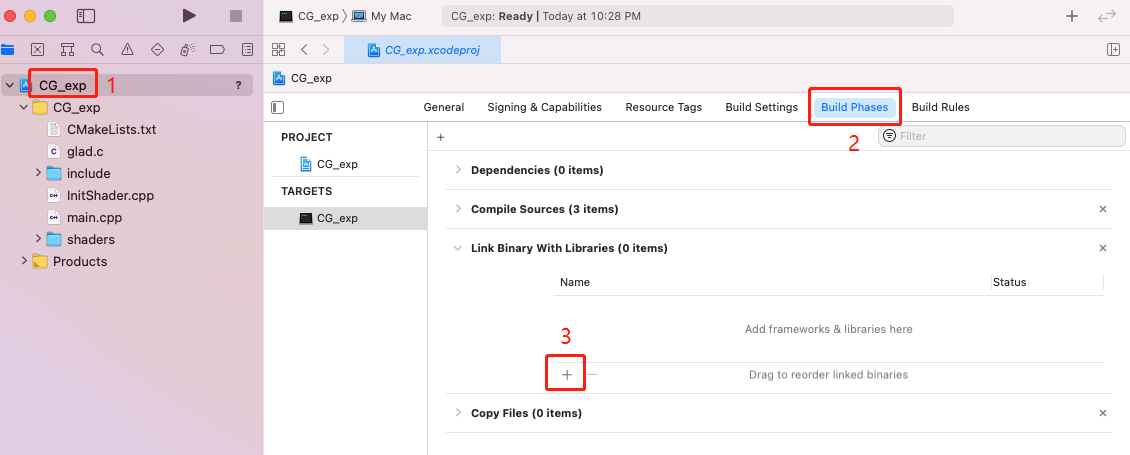 CG_exp
My Mac
CG_exp: Ready | Today at 10:28 PM
CG_exp.xcodeproj
CG_exp 1 ?
CG_exp
CMakeLists.txt
glad.c
include
InitShader.cpp
main.cpp
shaders
Products
CG_exp
General Signing & Capabilities Resource Tags Build Settings Build Phases Build Rules
2
PROJECT
CG_exp
TARGETS
CG_exp
Filter
Dependencies (0 items)
Compile Sources (3 items)
Link Binary With Libraries (0 items)
Name Status
Add frameworks & libraries here
3
Drag to reorder linked binaries
Copy Files (0 items)